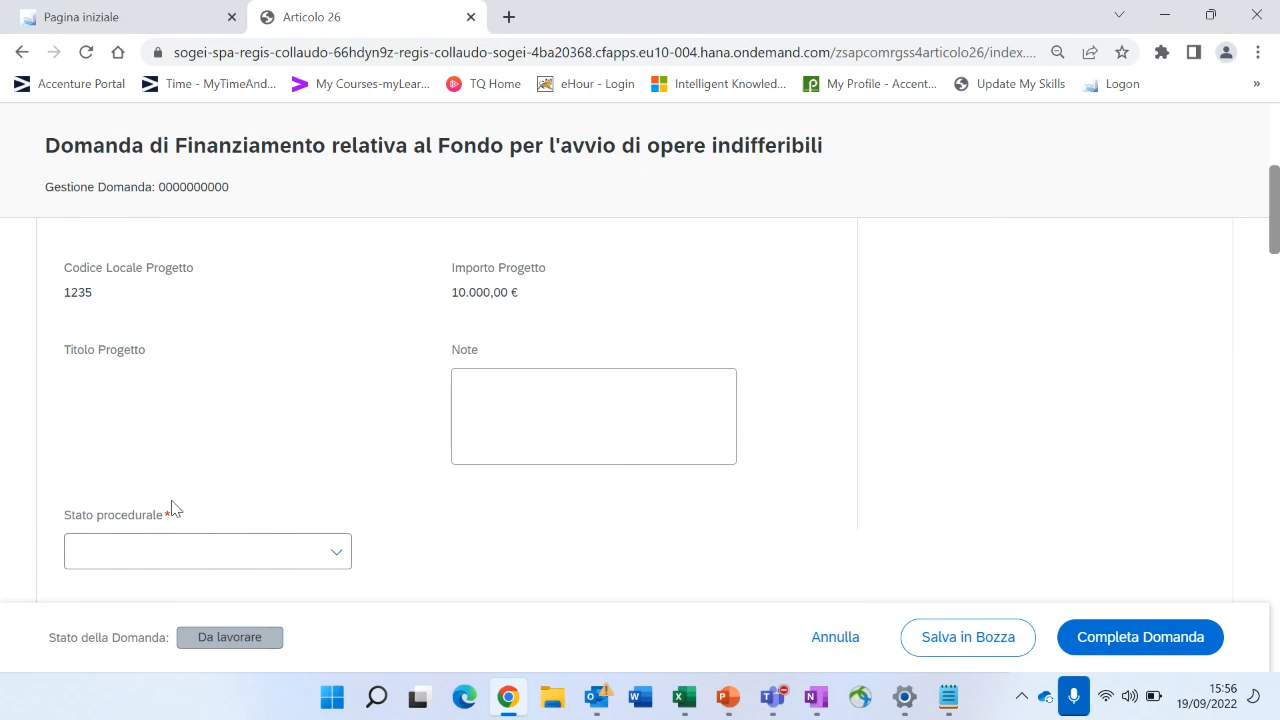 Pagina iniziale
Articolo 26
sogei-spa-regis-collaudo-66hdyn9z-regis-collaudo-sogei-4ba20368.cfapps.eu10-004.hana.ondemand.com/zsapcomrgss4articolo26/index....
Accenture Portal
Time - MyTimeAnd...
My Courses-myLear...
TQ Home
eHour - Login
Intelligent Knowled...
My Profile - Accent...
Update My Skills
Logon
»
Domanda di Finanziamento relativa al Fondo per l'avvio di opere indifferibili
Gestione Domanda: 0000000000
Codice Locale Progetto
Importo Progetto
1235
10.000,00 €
Titolo Progetto
Note
Stato procedurale*
Stato della Domanda: Da lavorare
Annulla
Salva in Bozza
Completa Domanda
15:56
19/09/2022